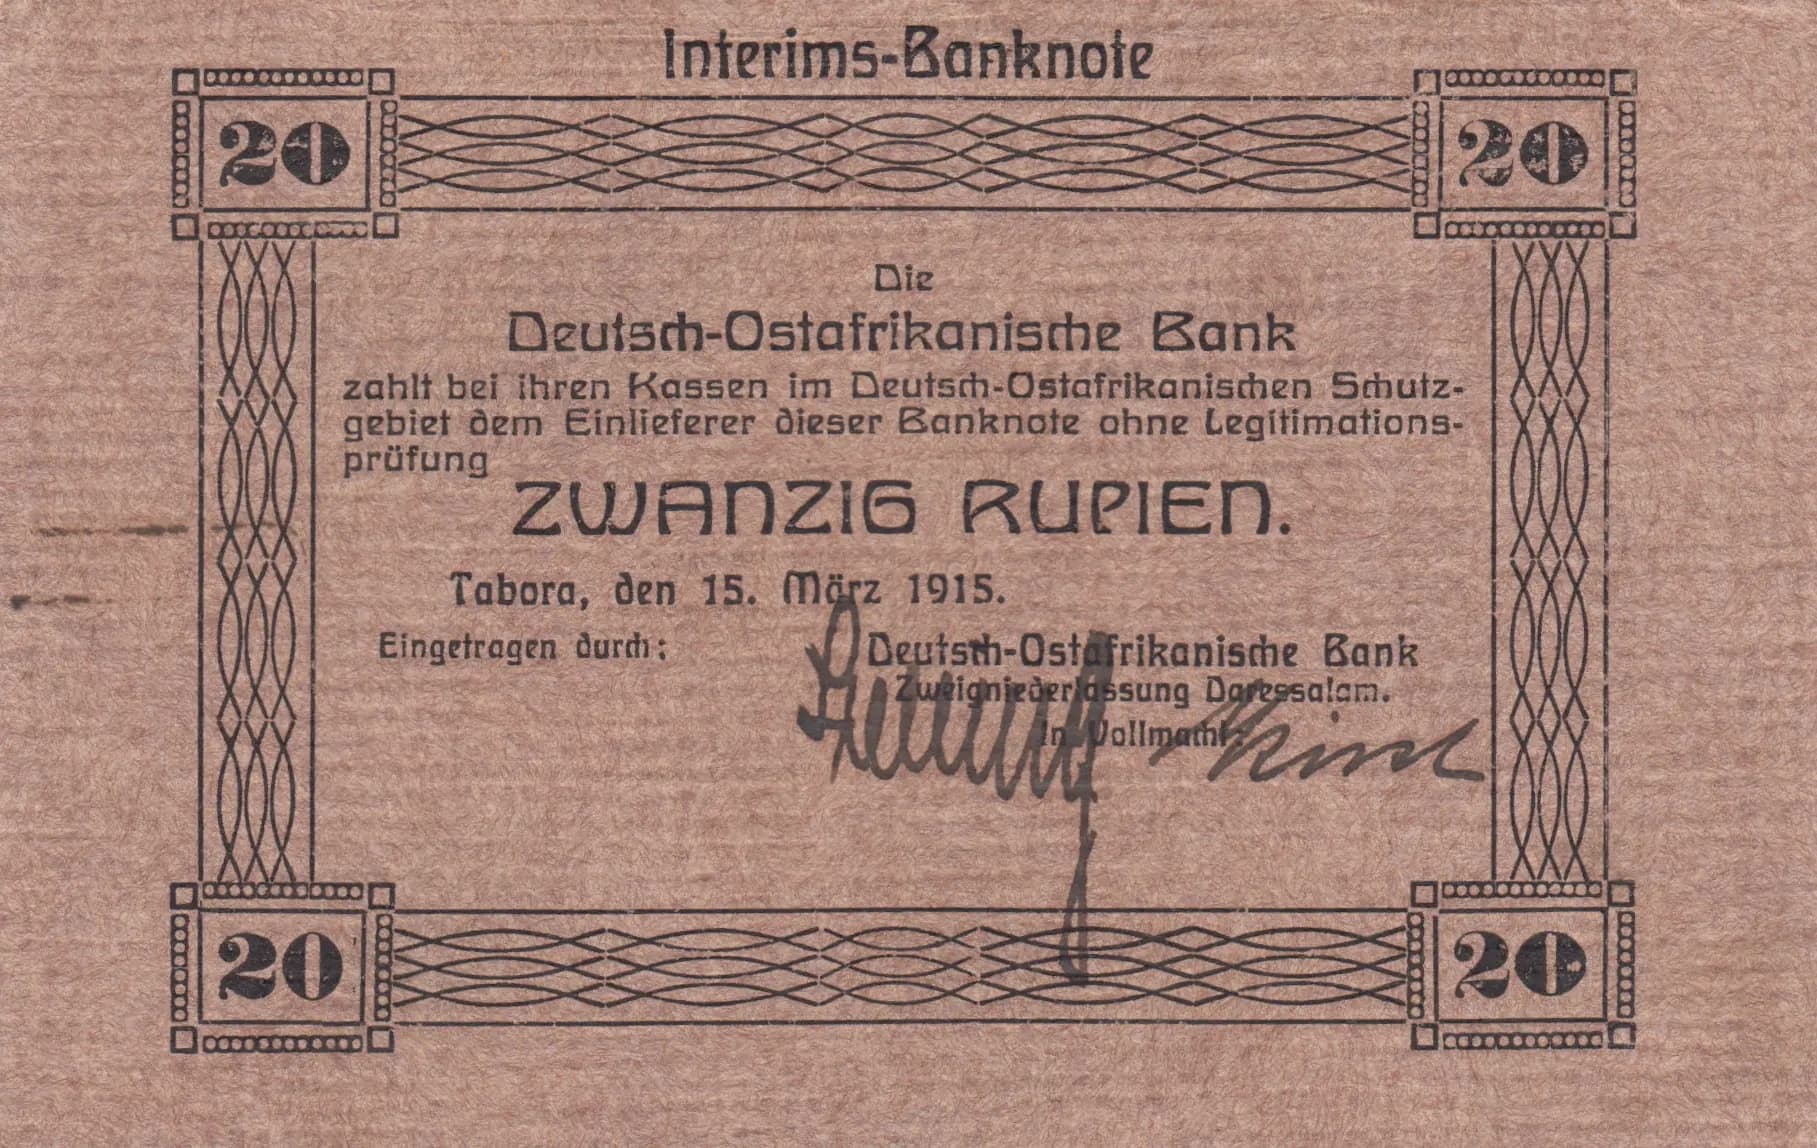 Interims-Banknote
20 20
Die
Deutsch-Ostafrikanische Bank
zahlt bei ihren Kassen im Deutsch-Ostafrikanischen Schutz-
gebiet dem Einlieferer dieser Banknote ohne Legitimations-
prüfung
ZWANZIG RUPIEN.
Tabora, den 15. März 1915.
Eingetragen durch: Deutsch-Ostafrikanische Bank
Zweigniederlassung Daressalam.
In Vollmacht:
20 20